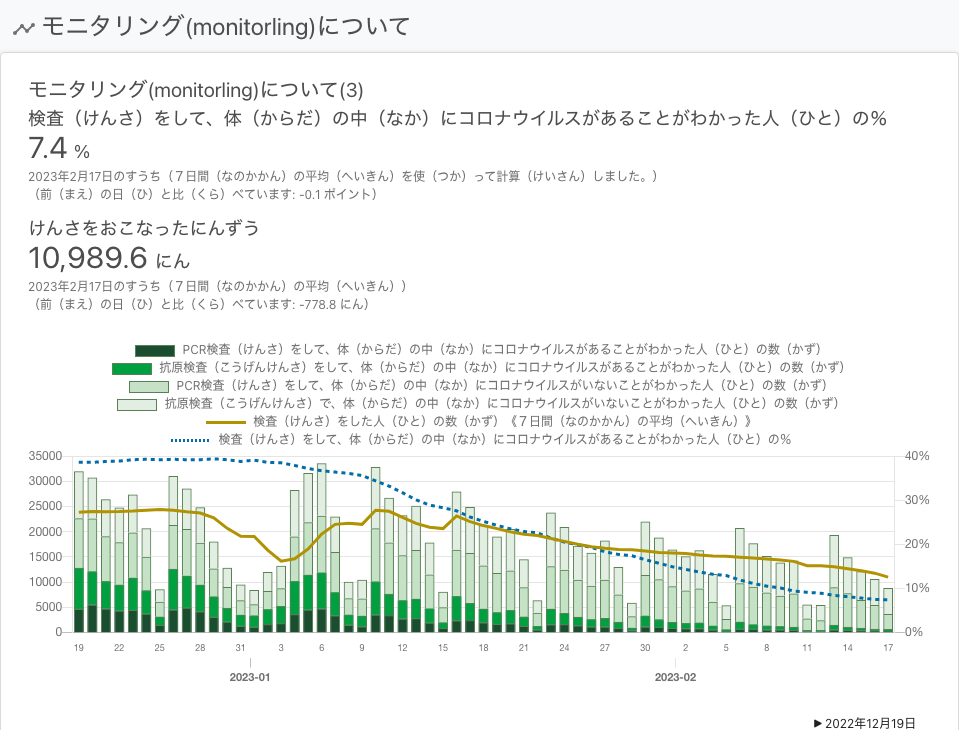 モニタリング(monitorling)について
モニタリング(monitorling)について(3)
検査（けんさ）をして、体（からだ）の中（なか）にコロナウイルスがあることがわかった人（ひと）の%
7.4 %
2023年2月17日のすうち（７日間（なのかかん）の平均（へいきん）を使（つか）って計算（けいさん）しました。）
（前（まえ）の日（ひ）と比（くら）べています: -0.1 ポイント）
けんさをおこなったにんずう
10,989.6 にん
2023年2月17日のすうち（７日間（なのかかん）の平均（へいきん））
（前（まえ）の日（ひ）と比（くら）べています: -778.8 にん）
PCR検査（けんさ）をして、体（からだ）の中（なか）にコロナウイルスがあることがわかった人（ひと）の数（かず）
抗原検査（こうげんけんさ）をして、体（からだ）の中（なか）にコロナウイルスがあることがわかった人（ひと）の数（かず）
PCR検査（けんさ）をして、体（からだ）の中（なか）にコロナウイルスがいないことがわかった人（ひと）の数（かず）
抗原検査（こうげんけんさ）で、体（からだ）の中（なか）にコロナウイルスがいないことがわかった人（ひと）の数（かず）
検査（けんさ）をした人（ひと）の数（かず）《７日間（なのかかん）の平均（へいきん）》
検査（けんさ）をして、体（からだ）の中（なか）にコロナウイルスがあることがわかった人（ひと）の%
35000 40%
30000
25000 30%
20000
15000 20%
10000 10%
5000
0 0%
19 22 25 28 31 3 6 9 12 15 18 21 24 27 30 2 5 8 11 14 17
2023-01 2023-02
▶ 2022年12月19日